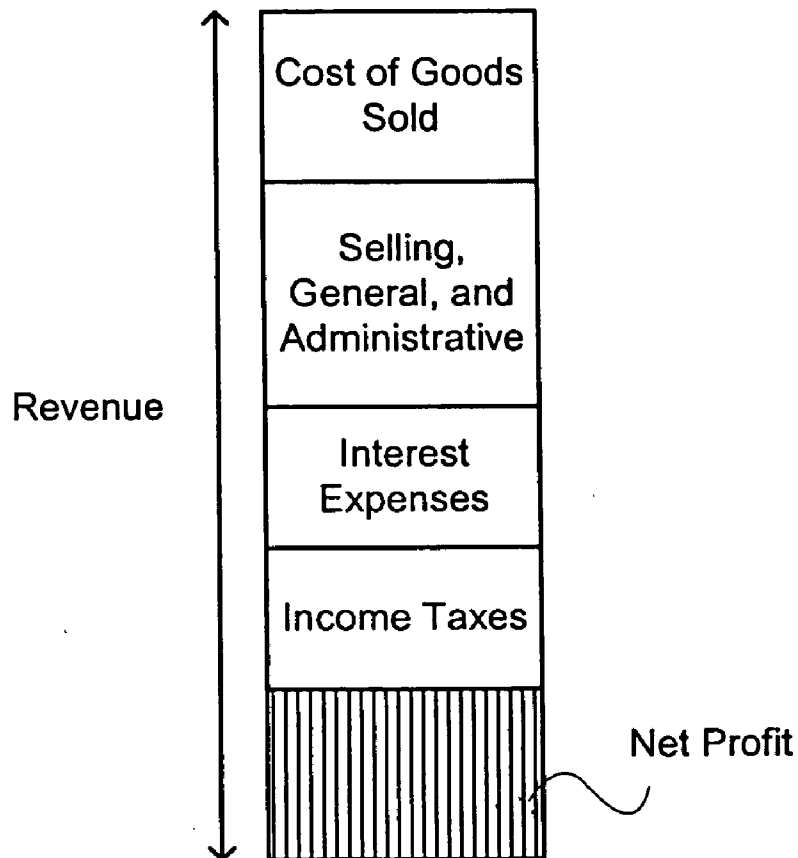 Cost of Goods
Sold
Selling,
General, and
Administrative
Revenue
Interest
Expenses
Income Taxes
Net Profit